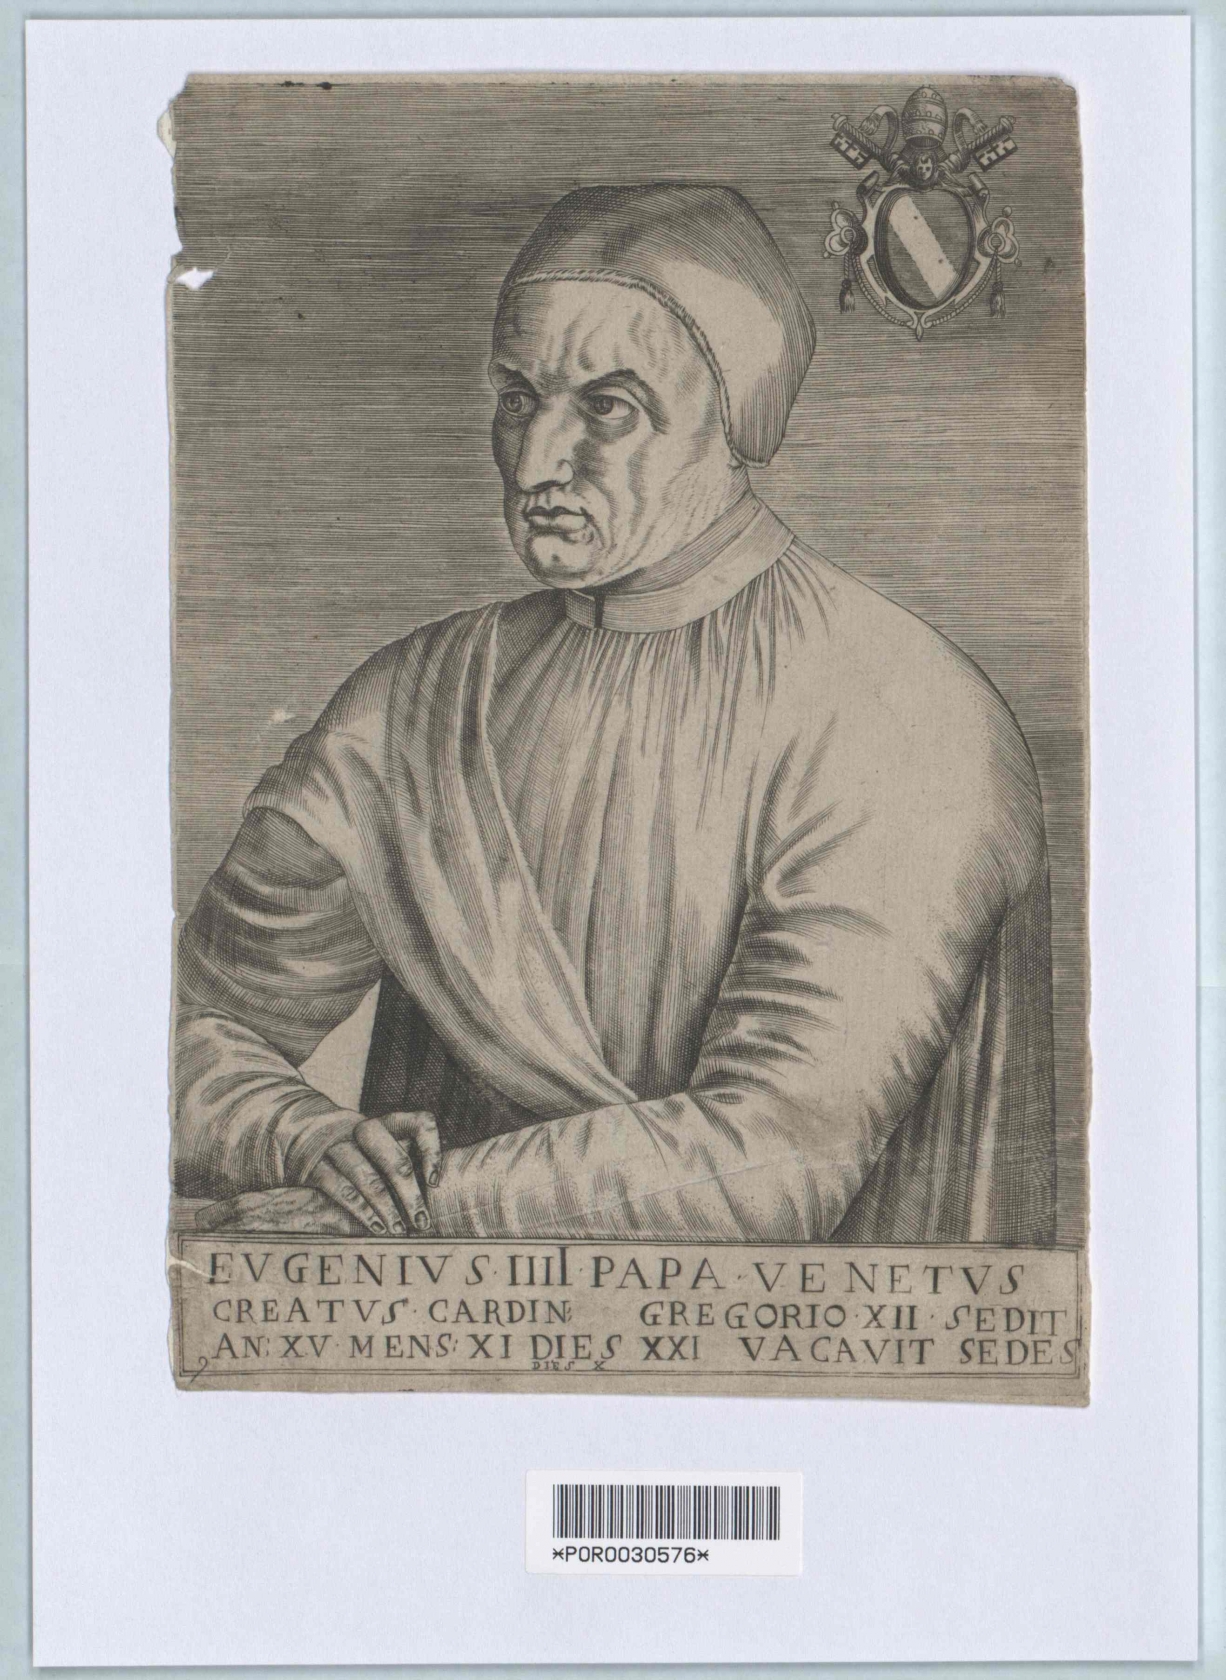 EVGENIVS·IIII·PAPA·VENETVS
CREATVS·CARDIN: GREGORIO·XII·SEDIT
AN: XV·MENS: XI DIES XXI VACAVIT SEDES
DIES X
9
*POR0030576*